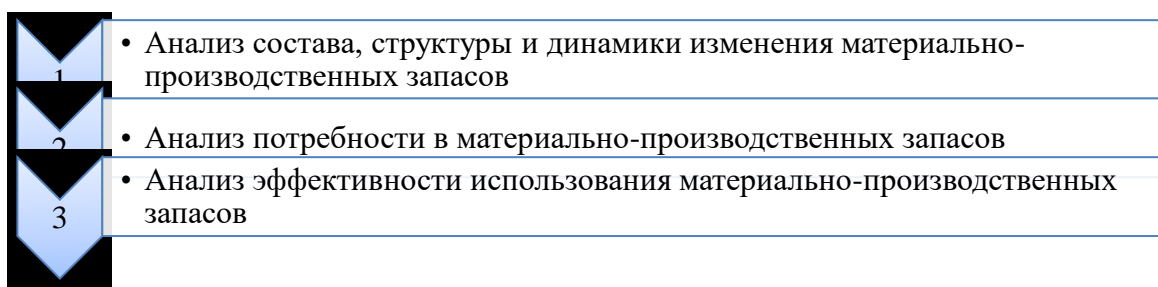 1
• Анализ состава, структуры и динамики изменения материально-
производственных запасов
2
• Анализ потребности в материально-производственных запасов
3
• Анализ эффективности использования материально-производственных
запасов